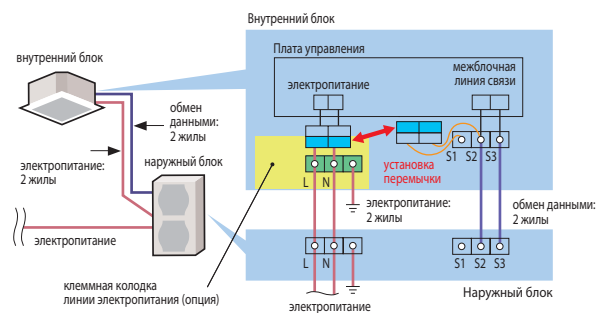 Внутренний блок
Плата управления
внутренний блок
электропитание
межблочная
линия связи
обмен
данными:
2 жилы
электропитание:
2 жилы
наружный блок
S1 S2 S3
L N
установка
перемычки
электропитание:
2 жилы
обмен данными:
2 жилы
электропитание
L N
S1 S2 S3
клеммная колодка
линии электропитания (опция)
Наружный блок
электропитание